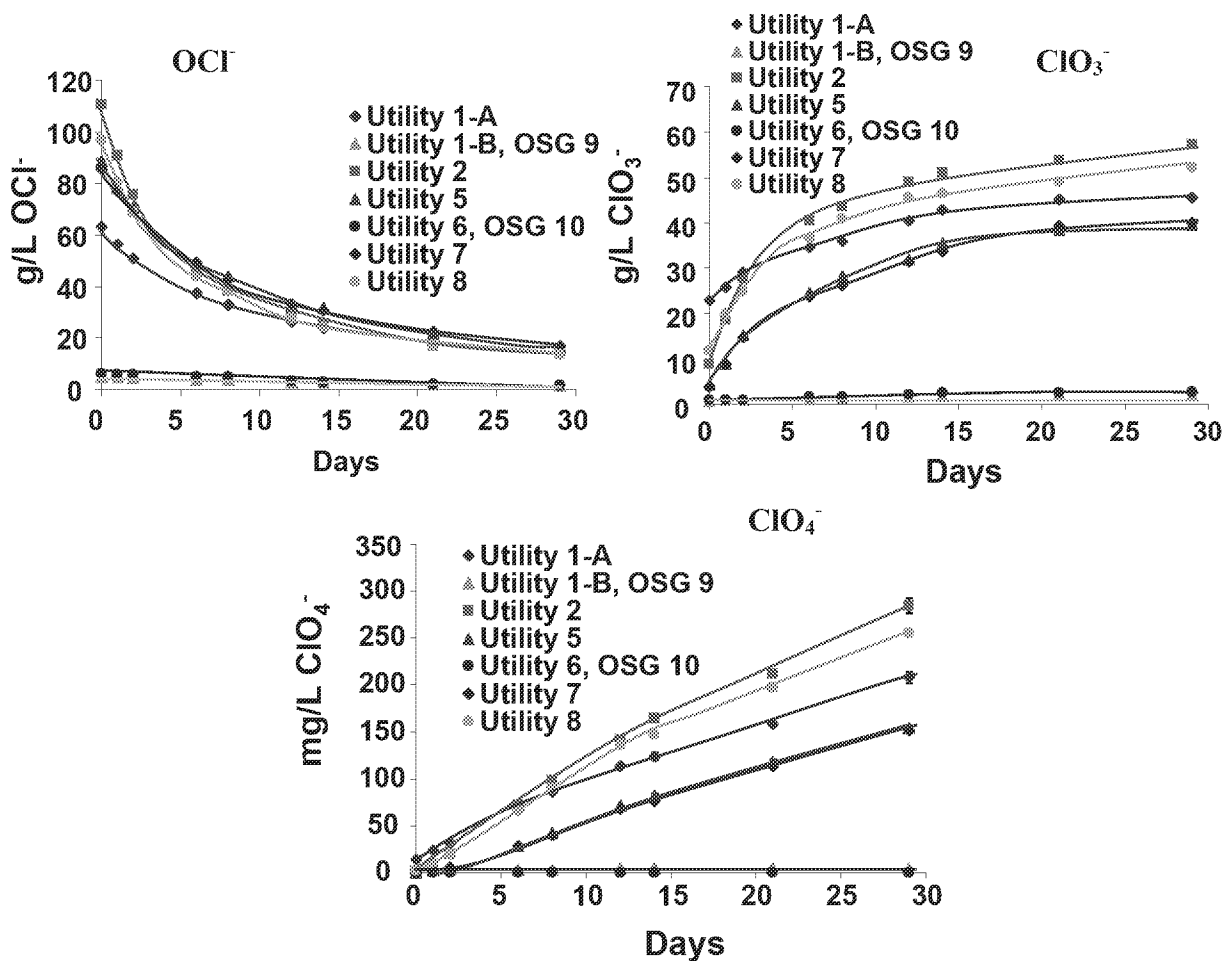 OCl⁻
120
100
80
60
40
20
0
g/L OCl-
Utility 1-A
Utility 1-B, OSG 9
Utility 2
Utility 5
Utility 6, OSG 10
Utility 7
Utility 8
0 5 10 15 20 25 30
Days
ClO₃⁻
Utility 1-A
Utility 1-B, OSG 9
Utility 2
Utility 5
Utility 6, OSG 10
Utility 7
Utility 8
70
60
50
40
30
20
10
0
g/L ClO₃⁻
0 5 10 15 20 25 30
Days
ClO₄⁻
350
300
250
200
150
100
50
0
mg/L ClO₄⁻
Utility 1-A
Utility 1-B, OSG 9
Utility 2
Utility 5
Utility 6, OSG 10
Utility 7
Utility 8
0 5 10 15 20 25 30
Days